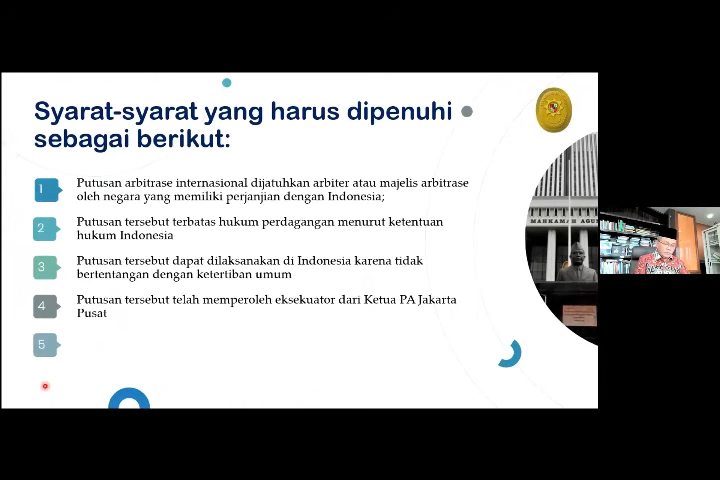 Syarat-syarat yang harus dipenuhi
sebagai berikut:
1
Putusan arbitrase internasional dijatuhkan arbiter atau majelis arbitrase
oleh negara yang memiliki perjanjian dengan Indonesia;
2
Putusan tersebut terbatas hukum perdagangan menurut ketentuan
hukum Indonesia
3
Putusan tersebut dapat dilaksanakan di Indonesia karena tidak
bertentangan dengan ketertiban umum
4
Putusan tersebut telah memperoleh eksekuator dari Ketua PA Jakarta
Pusat
5
MAHKAMAH AGUN